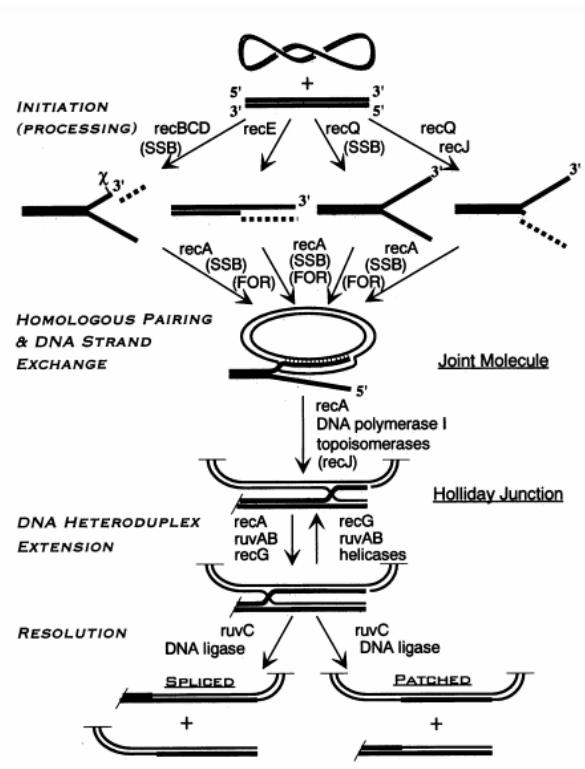 +
5' 3'
3' 5'
INITIATION
(PROCESSING)
recBCD recE recQ recQ
(SSB) (SSB) recJ
χ 3' 3' 3' 3'
recA recA recA
(SSB) (SSB) (SSB)
(FOR) (FOR) (FOR)
HOMOLOGOUS PAIRING
& DNA STRAND
EXCHANGE
Joint Molecule
5'
recA
DNA polymerase I
topoisomerases
(recJ)
Holliday Junction
DNA HETERODUPLEX
EXTENSION
recA recG
ruvAB ruvAB
recG helicases
RESOLUTION
ruvC ruvC
DNA ligase DNA ligase
SPLICED PATCHED
+ +